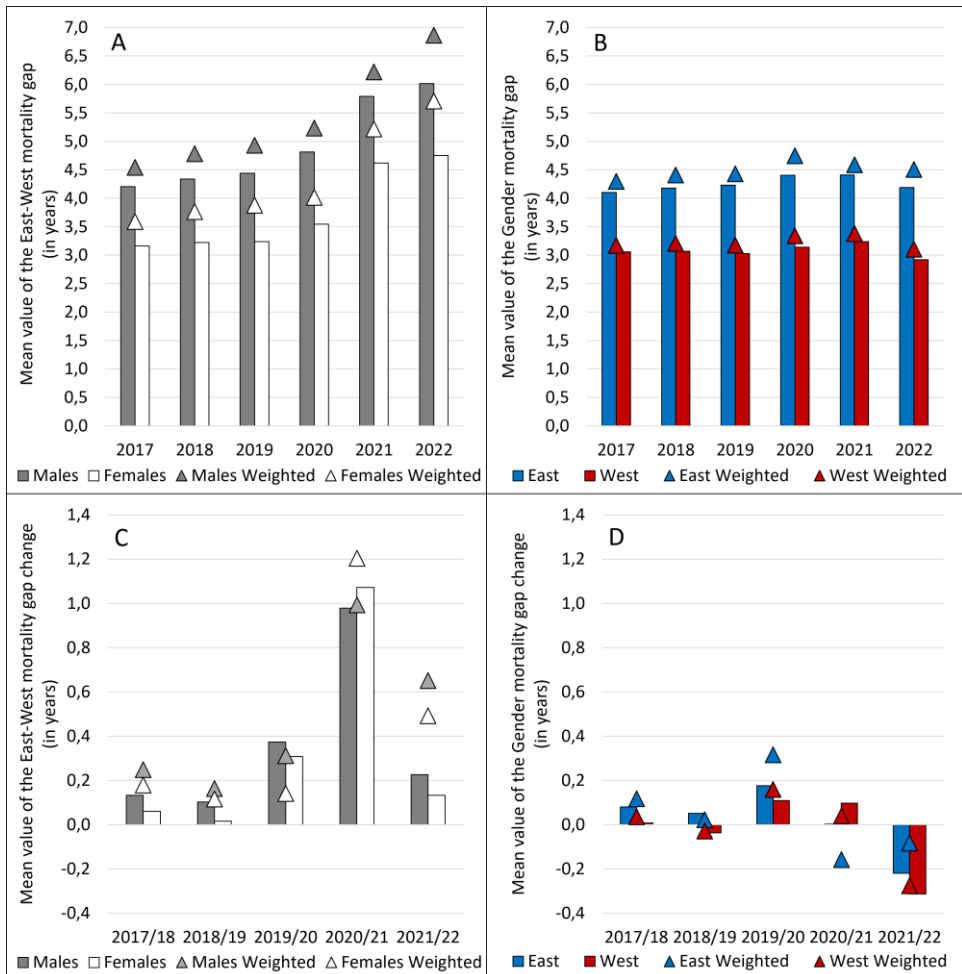 A
Mean value of the East-West mortality gap
(in years)
7,0
6,5
6,0
5,5
5,0
4,5
4,0
3,5
3,0
2,5
2,0
1,5
1,0
0,5
0,0
2017 2018 2019 2020 2021 2022
Males Females Males Weighted Females Weighted
B
Mean value of the Gender mortality gap
(in years)
7,0
6,5
6,0
5,5
5,0
4,5
4,0
3,5
3,0
2,5
2,0
1,5
1,0
0,5
0,0
2017 2018 2019 2020 2021 2022
East West East Weighted West Weighted
C
Mean value of the East-West mortality gap change
(in years)
1,4
1,2
1,0
0,8
0,6
0,4
0,2
0,0
-0,2
-0,4
2017/18 2018/19 2019/20 2020/21 2021/22
Males Females Males Weighted Females Weighted
D
Mean value of the Gender mortality gap change
(in years)
1,4
1,2
1,0
0,8
0,6
0,4
0,2
0,0
-0,2
-0,4
2017/18 2018/19 2019/20 2020/21 2021/22
East West East Weighted West Weighted